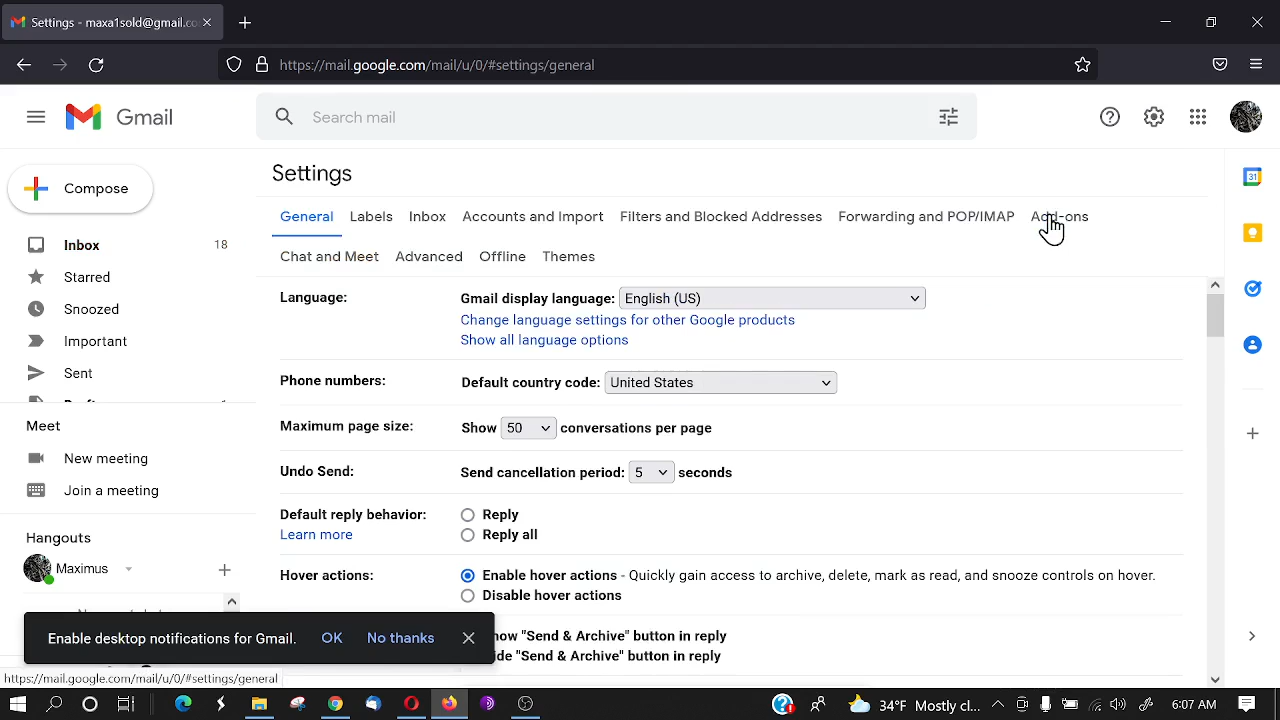 Settings - maxa1sold@gmail.co
https://mail.google.com/mail/u/0/#settings/general
Gmail
Search mail
31
Compose
Settings
General Labels Inbox Accounts and Import Filters and Blocked Addresses Forwarding and POP/IMAP Add-ons
Chat and Meet Advanced Offline Themes
Inbox 18
Starred
Snoozed
Important
Sent
Meet
New meeting
Join a meeting
Hangouts
Maximus
Language: Gmail display language: English (US)
Change language settings for other Google products
Show all language options
Phone numbers: Default country code: United States
Maximum page size: Show 50 conversations per page
Undo Send: Send cancellation period: 5 seconds
Default reply behavior: Reply
Learn more Reply all
Hover actions: Enable hover actions - Quickly gain access to archive, delete, mark as read, and snooze controls on hover.
Disable hover actions
"Send & Archive" button in reply
"Send & Archive" button in reply
Enable desktop notifications for Gmail. OK No thanks
https://mail.google.com/mail/u/0/#settings/general
34°F Mostly cl... 6:07 AM